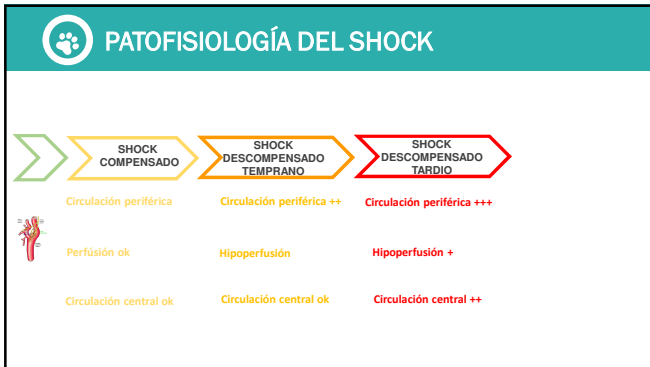 PATOFISIOLOGÍA DEL SHOCK
SHOCK
COMPENSADO
SHOCK
DESCOMPENSADO
TEMPRANO
SHOCK
DESCOMPENSADO
TARDIO
Circulación periférica
Circulación periférica ++
Circulación periférica +++
Perfúsión ok
Hipoperfusión
Hipoperfusión +
Circulación central ok
Circulación central ok
Circulación central ++